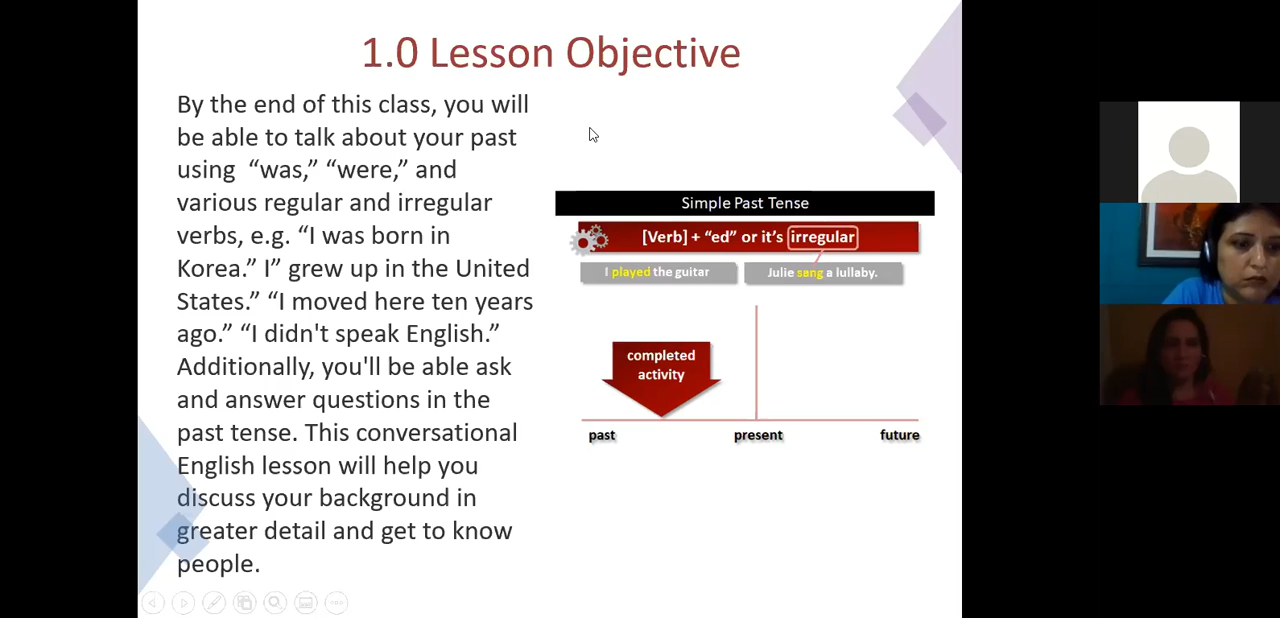 1.0 Lesson Objective
By the end of this class, you will
be able to talk about your past
using “was,” “were,” and
various regular and irregular
verbs, e.g. “I was born in
Korea.” I” grew up in the United
States.” “I moved here ten years
ago.” “I didn't speak English.”
Additionally, you'll be able ask
and answer questions in the
past tense. This conversational
English lesson will help you
discuss your background in
greater detail and get to know
people.
Simple Past Tense
[Verb] + “ed” or it’s irregular
I played the guitar
Julie sang a lullaby.
completed
activity
past
present
future